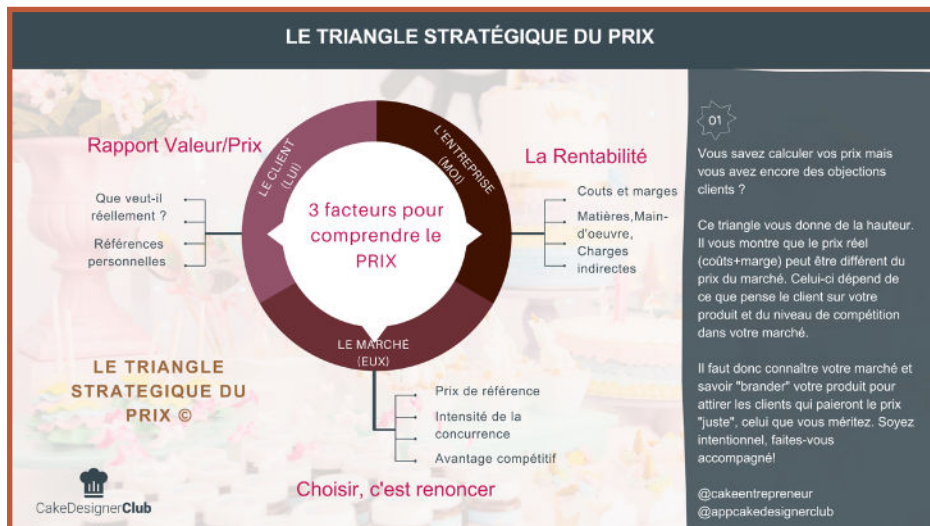 LE TRIANGLE STRATÉGIQUE DU PRIX
Rapport Valeur/Prix
Que veut-il
réellement ?
Références
personnelles
LE CLIENT
(LUI)
L'ENTREPRISE
(MOI)
La Rentabilité
Couts et marges
Matières,Main-
d'oeuvre,
Charges
indirectes
3 facteurs pour
comprendre le
PRIX
LE MARCHÉ
(EUX)
Prix de référence
Intensité de la
concurrence
Avantage compétitif
Choisir, c'est renoncer
LE TRIANGLE
STRATEGIQUE DU
PRIX ©
CakeDesignerClub
01
Vous savez calculer vos prix mais
vous avez encore des objections
clients ?
Ce triangle vous donne de la hauteur.
Il vous montre que le prix réel
(coûts+marge) peut être différent du
prix du marché. Celui-ci dépend de
ce que pense le client sur votre
produit et du niveau de compétition
dans votre marché.
Il faut donc connaître votre marché et
savoir "brander" votre produit pour
attirer les clients qui paieront le prix
"juste", celui que vous méritez. Soyez
intentionnel, faites-vous
accompagné!
@cakeentrepreneur
@appcakedesignerclub